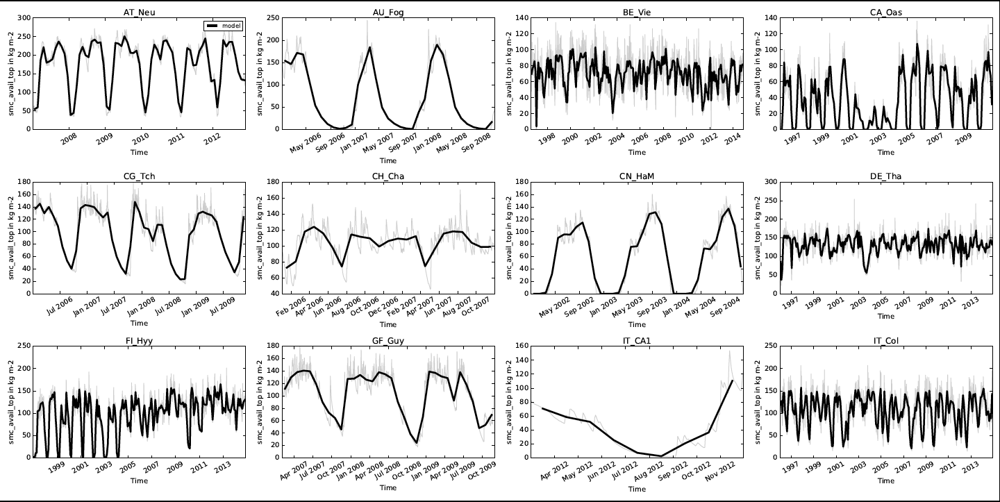 AT_Neu
smc_avail_top in kg m-2
300
250
200
150
100
50
0
model
2008 2009 2010 2011 2012
Time
AU_Fog
smc_avail_top in kg m-2
250
200
150
100
50
0
May 2006 Sep 2006 Jan 2007 May 2007 Sep 2007 Jan 2008 May 2008 Sep 2008
Time
BE_Vie
smc_avail_top in kg m-2
140
120
100
80
60
40
20
0
1998 2000 2002 2004 2006 2008 2010 2012 2014
Time
CA_Oas
smc_avail_top in kg m-2
140
120
100
80
60
40
20
0
1997 1999 2001 2003 2005 2007 2009
Time
CG_Tch
smc_avail_top in kg m-2
180
160
140
120
100
80
60
40
20
0
Jul 2006 Jan 2007 Jul 2007 Jan 2008 Jul 2008 Jan 2009 Jul 2009
Time
CH_Cha
smc_avail_top in kg m-2
180
160
140
120
100
80
60
40
Feb 2006 Apr 2006 Jun 2006 Aug 2006 Oct 2006 Dec 2006 Feb 2007 Apr 2007 Jun 2007 Aug 2007 Oct 2007
Time
CN_HaM
smc_avail_top in kg m-2
180
160
140
120
100
80
60
40
20
0
May 2002 Sep 2002 Jan 2003 May 2003 Sep 2003 Jan 2004 May 2004 Sep 2004
Time
DE_Tha
smc_avail_top in kg m-2
300
250
200
150
100
50
0
1997 1999 2001 2003 2005 2007 2009 2011 2013
Time
FI_Hyy
smc_avail_top in kg m-2
250
200
150
100
50
0
1999 2001 2003 2005 2007 2009 2011 2013
Time
GF_Guy
smc_avail_top in kg m-2
180
160
140
120
100
80
60
40
20
0
Apr 2007 Jul 2007 Oct 2007 Jan 2008 Apr 2008 Jul 2008 Oct 2008 Jan 2009 Apr 2009 Jul 2009 Oct 2009
Time
IT_CA1
smc_avail_top in kg m-2
160
140
120
100
80
60
40
20
0
Apr 2012 May 2012 Jun 2012 Jul 2012 Aug 2012 Sep 2012 Oct 2012 Nov 2012
Time
IT_Col
smc_avail_top in kg m-2
250
200
150
100
50
0
1997 1999 2001 2003 2005 2007 2009 2011 2013
Time